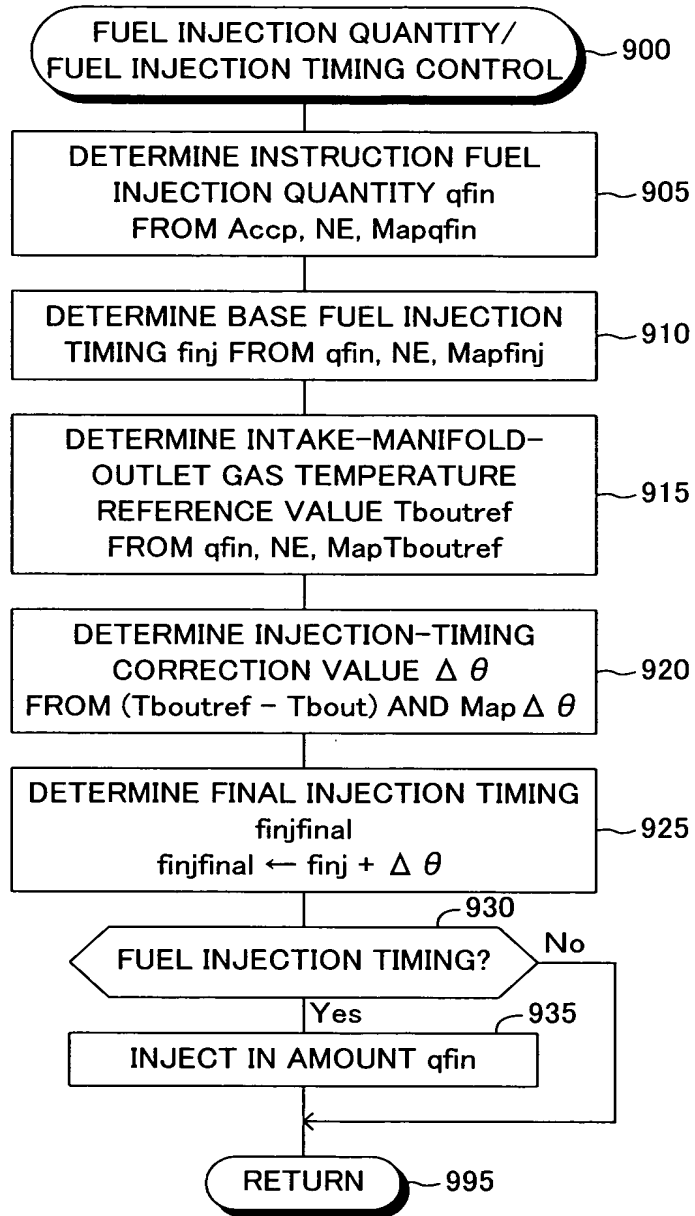 FUEL INJECTION QUANTITY/
FUEL INJECTION TIMING CONTROL
900
DETERMINE INSTRUCTION FUEL
INJECTION QUANTITY qfin
FROM Accp, NE, Mapqfin
905
DETERMINE BASE FUEL INJECTION
TIMING finj FROM qfin, NE, Mapfinj
910
DETERMINE INTAKE-MANIFOLD-
OUTLET GAS TEMPERATURE
REFERENCE VALUE Tboutref
FROM qfin, NE, MapTboutref
915
DETERMINE INJECTION-TIMING
CORRECTION VALUE Δ θ
FROM (Tboutref - Tbout) AND Map Δ θ
920
DETERMINE FINAL INJECTION TIMING
finjfinal
finjfinal ← finj + Δ θ
925
930
FUEL INJECTION TIMING?
No
Yes
935
INJECT IN AMOUNT qfin
RETURN
995